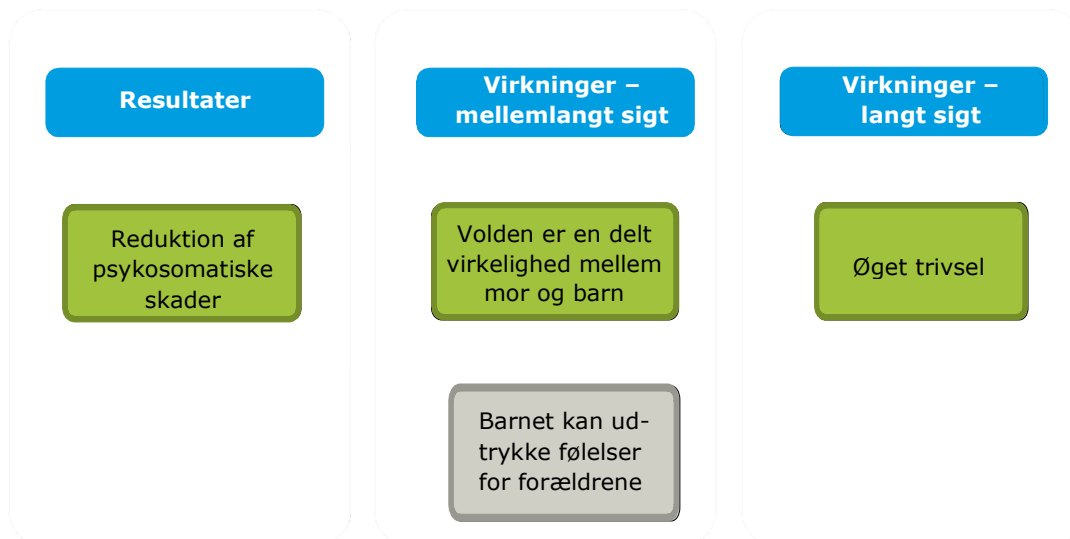 Resultater
Reduktion af
psykosomatiske
skader
Virkninger –
mellemlangt sigt
Volden er en delt
virkelighed mellem
mor og barn
Barnet kan ud-
trykke følelser
for forældrene
Virkninger –
langt sigt
Øget trivsel